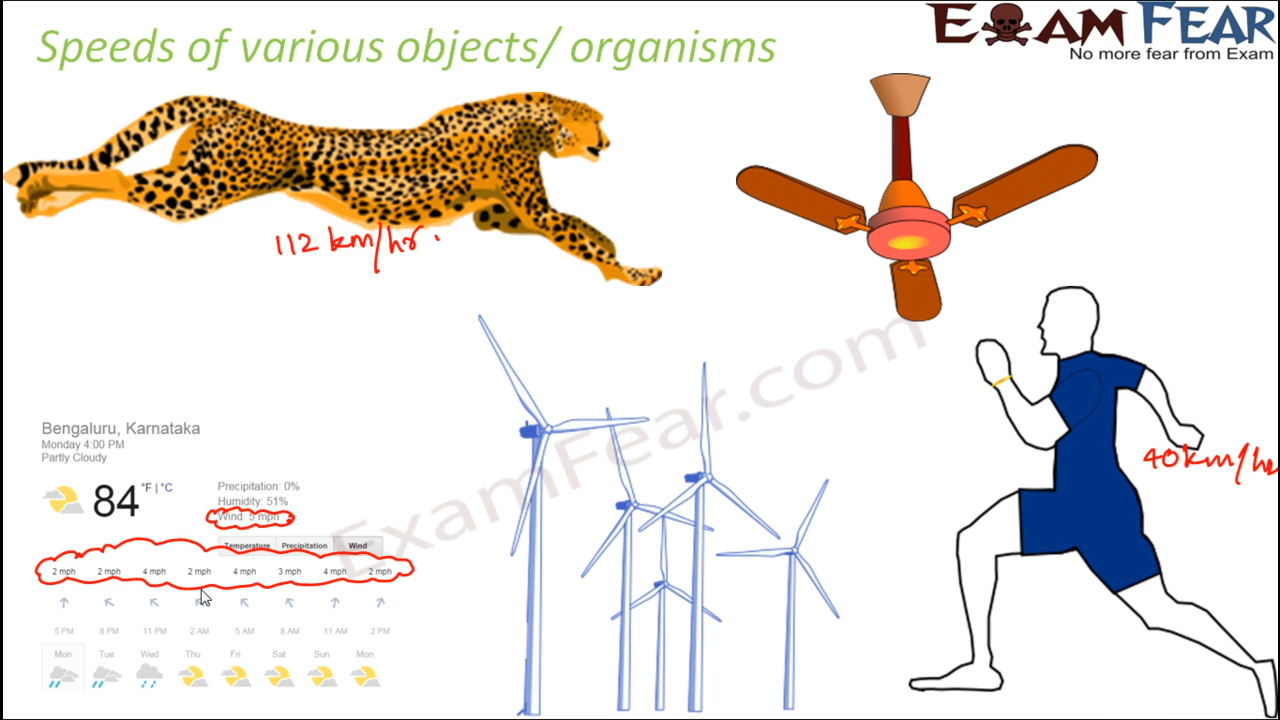 Speeds of various objects/ organisms
EXAM FEAR
No more fear from Exam
112 km/hr.
ExamFear.com
40 km/hr
Bengaluru, Karnataka
Monday 4:00 PM
Partly Cloudy
84 °F | °C
Precipitation: 0%
Humidity: 51%
Wind: 5 mph
Temperature Precipitation Wind
2 mph 2 mph 4 mph 2 mph 4 mph 3 mph 4 mph 2 mph
5 PM 8 PM 11 PM 2 AM 5 AM 8 AM 11 AM 2 PM
Mon Tue Wed Thu Fri Sat Sun Mon